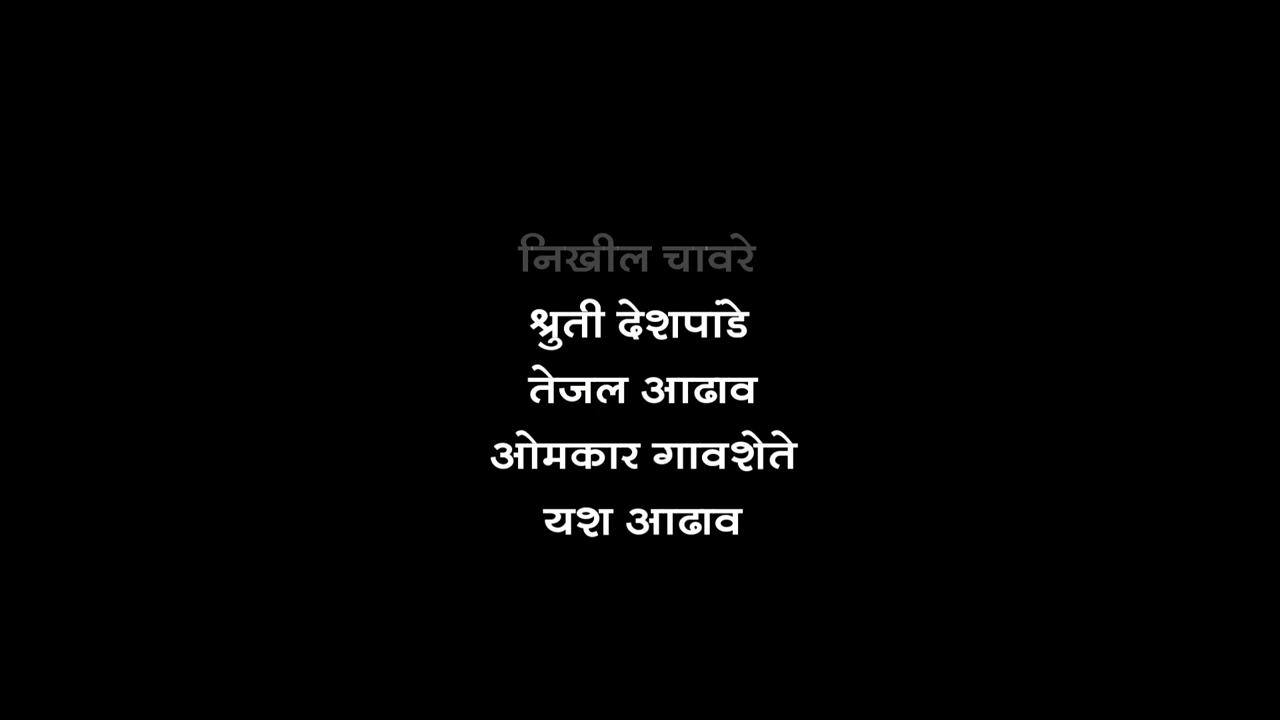 निखील चावरे
श्रुती देशपांडे
तेजल आढाव
ओमकार गावशेते
यश आढाव